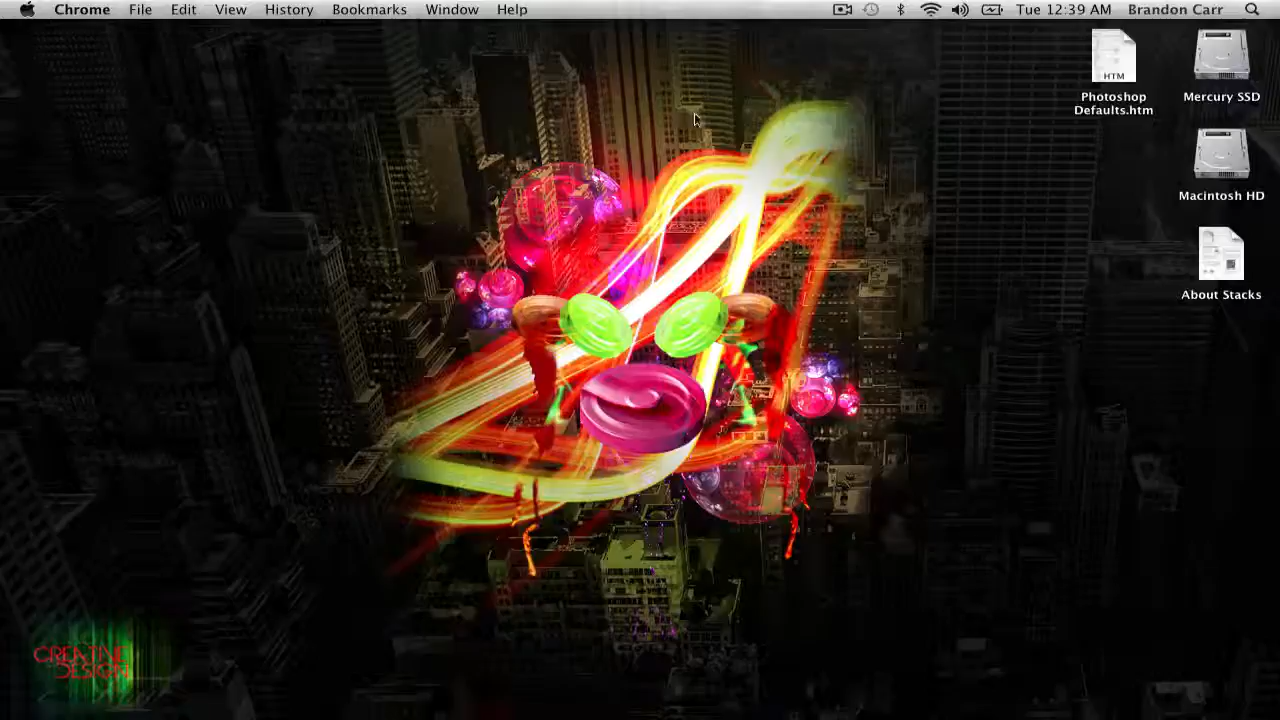 Chrome File Edit View History Bookmarks Window Help Tue 12:39 AM Brandon Carr
HTM
Photoshop
Defaults.htm
Mercury SSD
Macintosh HD
About Stacks
CREATIVE
DESIGN